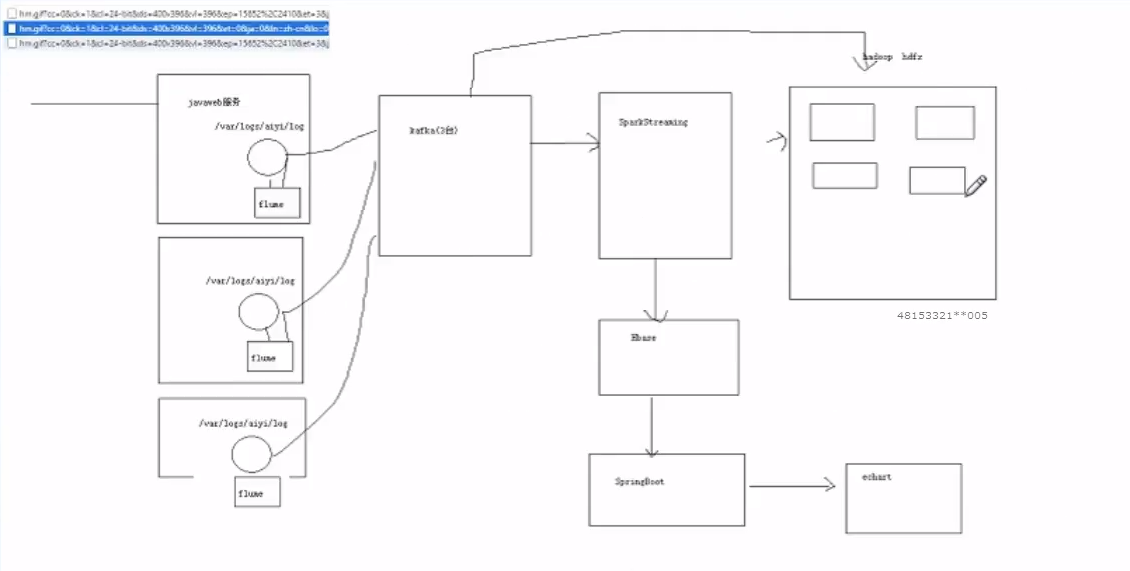 hm.gif?cc=0&ck=1&cl=24-bit&ds=400x396&vl=396&ep=15652%2C2410&et=3&j
hm.gif?cc=0&ck=1&cl=24-bit&ds=400x396&vl=396&et=0&ja=0&ln=zh-cn&lo=0
hm.gif?cc=0&ck=1&cl=24-bit&ds=400x396&vl=396&ep=15652%2C2410&et=3&j
hadoop hdfz
javaweb服务
/var/logs/aiyi/log
flume
kafka(3台)
SparkStreaming
/var/logs/aiyi/log
flume
48153321**005
Hbase
/var/logs/aiyi/log
flume
SpringBoot
echart